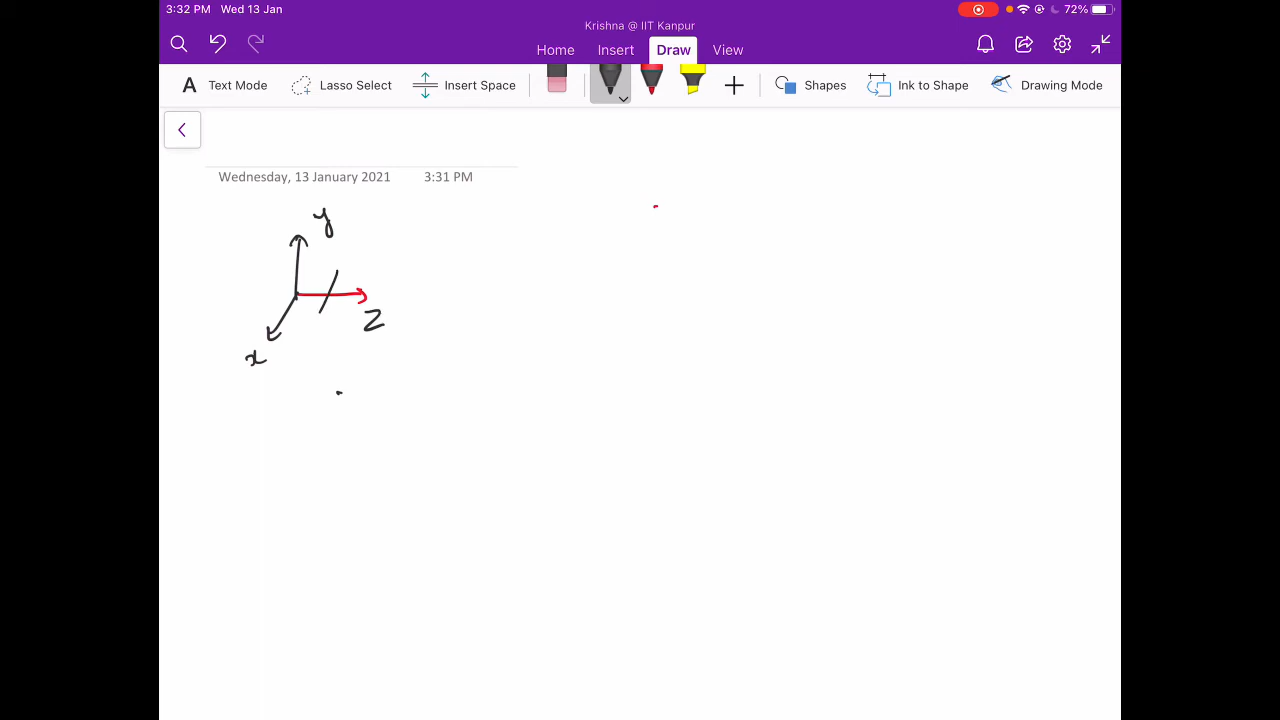 3:32 PM Wed 13 Jan 72%
Krishna @ IIT Kanpur
Home Insert Draw View
A Text Mode Lasso Select Insert Space Shapes Ink to Shape Drawing Mode
Wednesday, 13 January 2021 3:31 PM
y
z
x